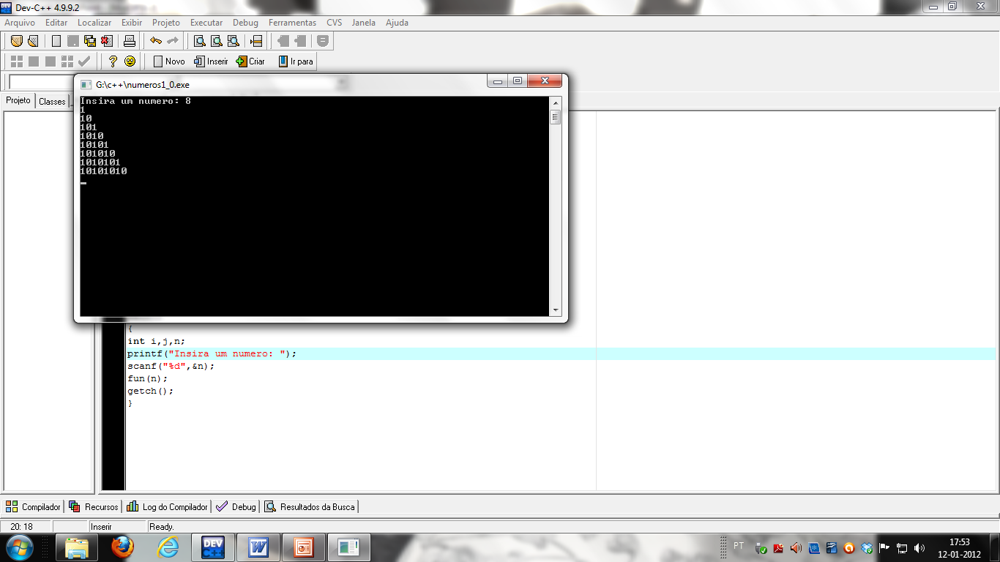 Dev-C++ 4.9.9.2
Arquivo Editar Localizar Exibir Projeto Executar Debug Ferramentas CVS Janela Ajuda
Novo Inserir Criar Ir para
G:\c++\numeros1_0.exe
Projeto Classes
Insira um numero: 8
1
10
101
1010
10101
101010
1010101
10101010
{
int i,j,n;
printf("Insira um numero: ");
scanf("%d",&n);
fun(n);
getch();
}
Compilador Recursos Log do Compilador Debug Resultados da Busca
20: 18 Inserir Ready.
DEV C++ W PT 17:53
12-01-2012